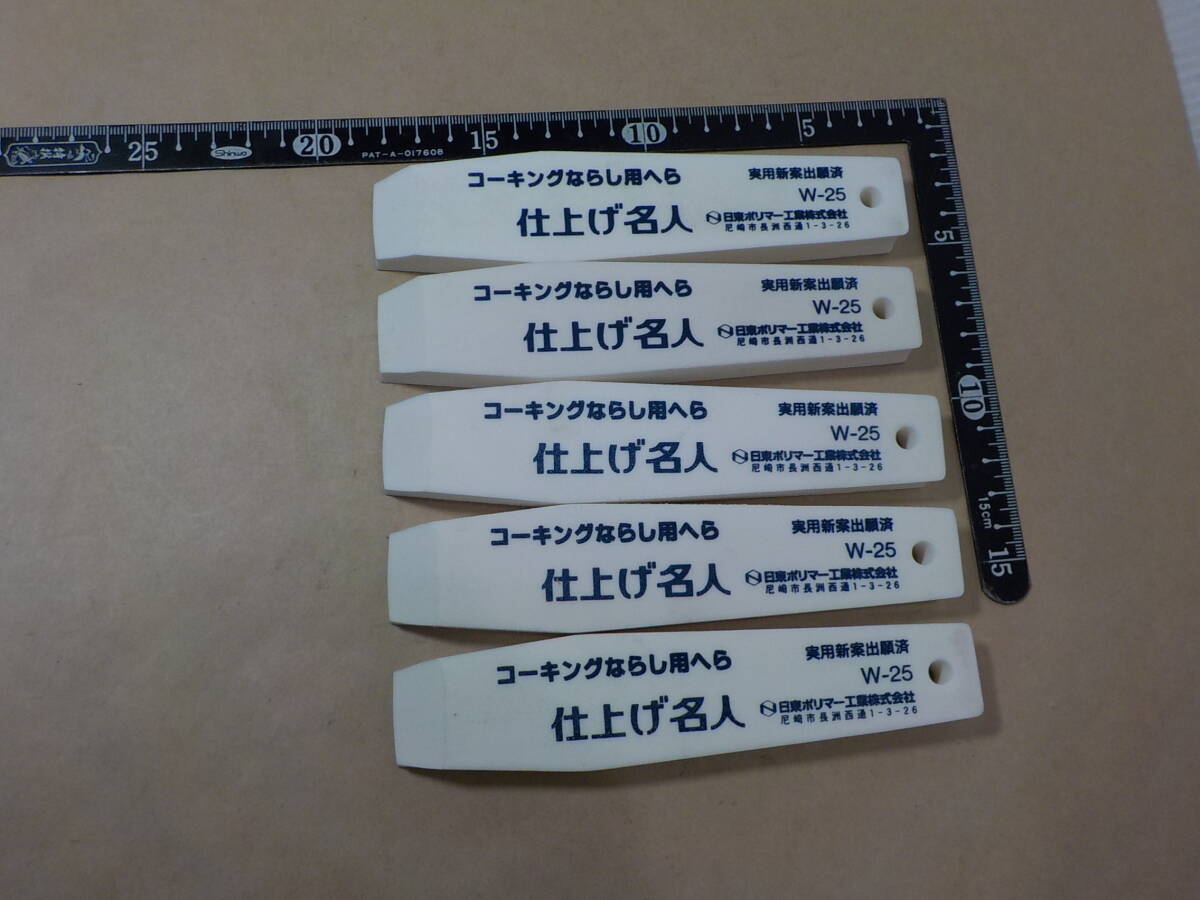 25
Shinwa
20
PAT-A-01760B
15
10
5
5
10
15cm
15
コーキングならし用へら
実用新案出願済
W-25
仕上げ名人
日東ポリマー工業株式会社
尼崎市長洲西通1-3-26
コーキングならし用へら
実用新案出願済
W-25
仕上げ名人
日東ポリマー工業株式会社
尼崎市長洲西通1-3-26
コーキングならし用へら
実用新案出願済
W-25
仕上げ名人
日東ポリマー工業株式会社
尼崎市長洲西通1-3-26
コーキングならし用へら
実用新案出願済
W-25
仕上げ名人
日東ポリマー工業株式会社
尼崎市長洲西通1-3-26
コーキングならし用へら
実用新案出願済
W-25
仕上げ名人
日東ポリマー工業株式会社
尼崎市長洲西通1-3-26